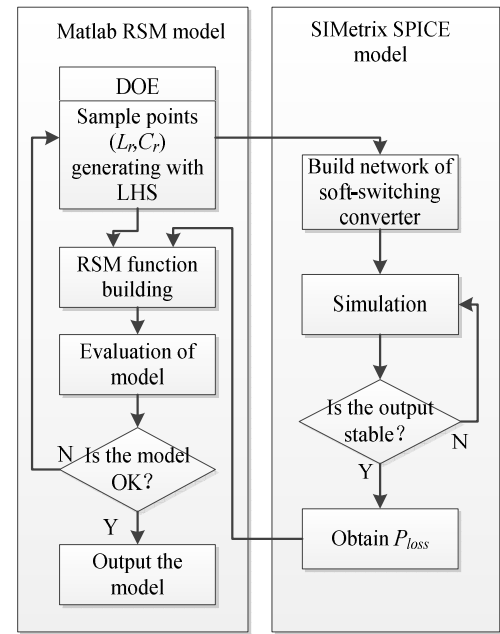 Matlab RSM model
DOE
Sample points
(Lr,Cr)
generating with
LHS
RSM function
building
Evaluation of
model
N
Is the model
OK?
Y
Output the
model
SIMetrix SPICE
model
Build network of
soft-switching
converter
Simulation
Is the output
stable?
N
Y
Obtain Ploss